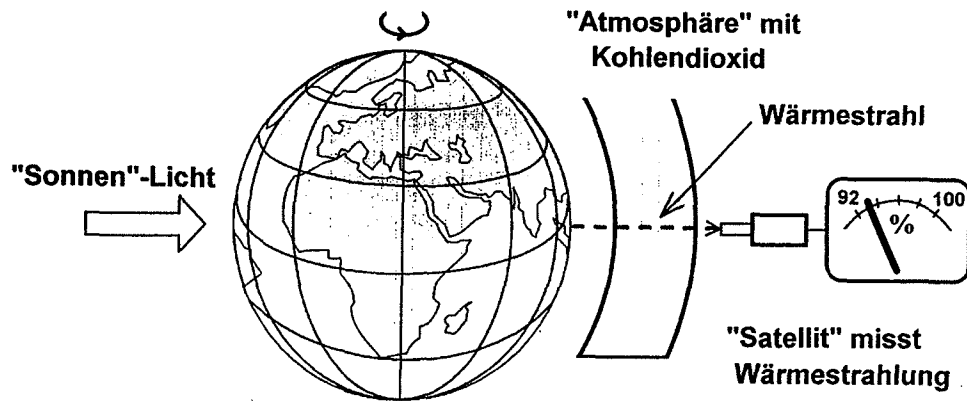 "Atmosphäre" mit
Kohlendioxid
Wärmestrahl
"Sonnen"-Licht
92 100
%
"Satellit" misst
Wärmestrahlung